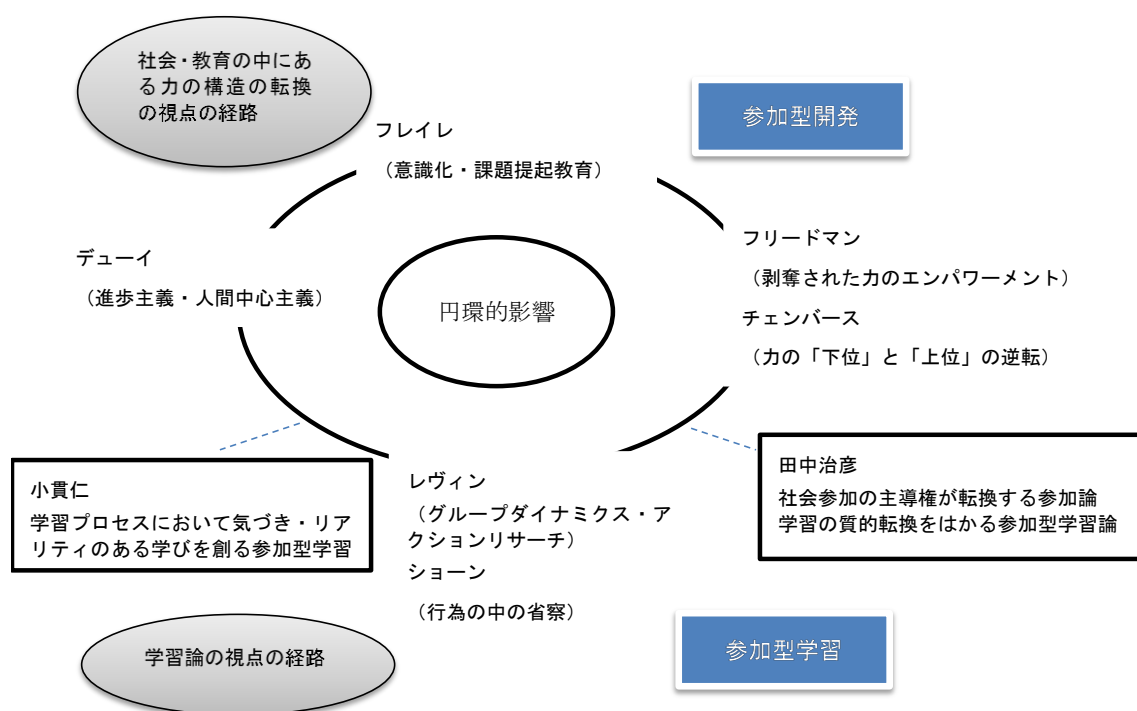 社会・教育の中にあ
る力の構造の転換
の視点の経路
参加型開発
フレイレ
（意識化・課題提起教育）
デューイ
（進歩主義・人間中心主義）
円環的影響
フリードマン
（剥奪された力のエンパワーメント）
チェンバース
（力の「下位」と「上位」の逆転）
小貫仁
学習プロセスにおいて気づき・リア
リティのある学びを創る参加型学習
レヴィン
（グループダイナミクス・ア
クションリサーチ）
ショーン
（行為の中の省察）
田中治彦
社会参加の主導権が転換する参加論
学習の質的転換をはかる参加型学習論
学習論の視点の経路
参加型学習